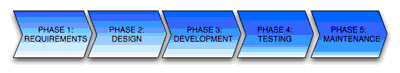 PHASE 1:
REQUIREMENTS
PHASE 2:
DESIGN
PHASE 3:
DEVELOPMENT
PHASE 4:
TESTING
PHASE 5:
MAINTENANCE